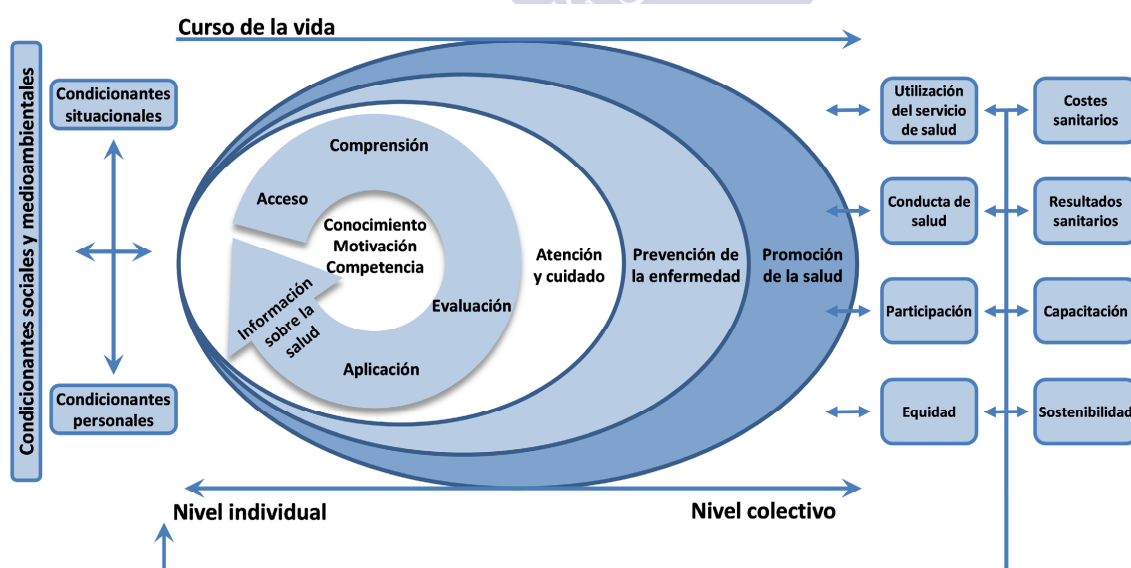 Curso de la vida
Condicionantes sociales y medioambientales
Condicionantes
situacionales
Condicionantes
personales
Comprensión
Acceso
Conocimiento
Motivación
Competencia
Evaluación
Información
sobre la
salud
Aplicación
Atención
y cuidado
Prevención de
la enfermedad
Promoción
de la salud
Utilización
del servicio
de salud
Costes
sanitarios
Conducta de
salud
Resultados
sanitarios
Participación
Capacitación
Equidad
Sostenibilidad
Nivel individual
Nivel colectivo